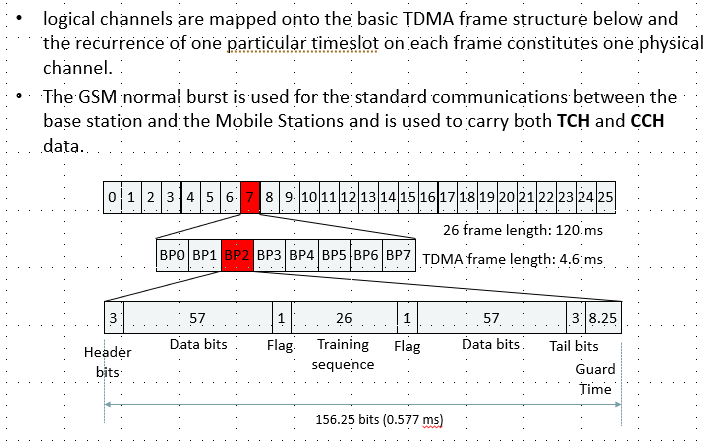 • logical channels are mapped onto the basic TDMA frame structure below and
the recurrence of one particular timeslot on each frame constitutes one physical
channel.
• The GSM normal burst is used for the standard communications between the
base station and the Mobile Stations and is used to carry both TCH and CCH
data.
0 1 2 3 4 5 6 7 8 9 10 11 12 13 14 15 16 17 18 19 20 21 22 23 24 25
26 frame length: 120 ms
BP0 BP1 BP2 BP3 BP4 BP5 BP6 BP7
TDMA frame length: 4.6 ms
3 57 1 26 1 57 3 8.25
Header
bits
Data bits
Flag
Training
sequence
Flag
Data bits
Tail bits
Guard
Time
156.25 bits (0.577 ms)